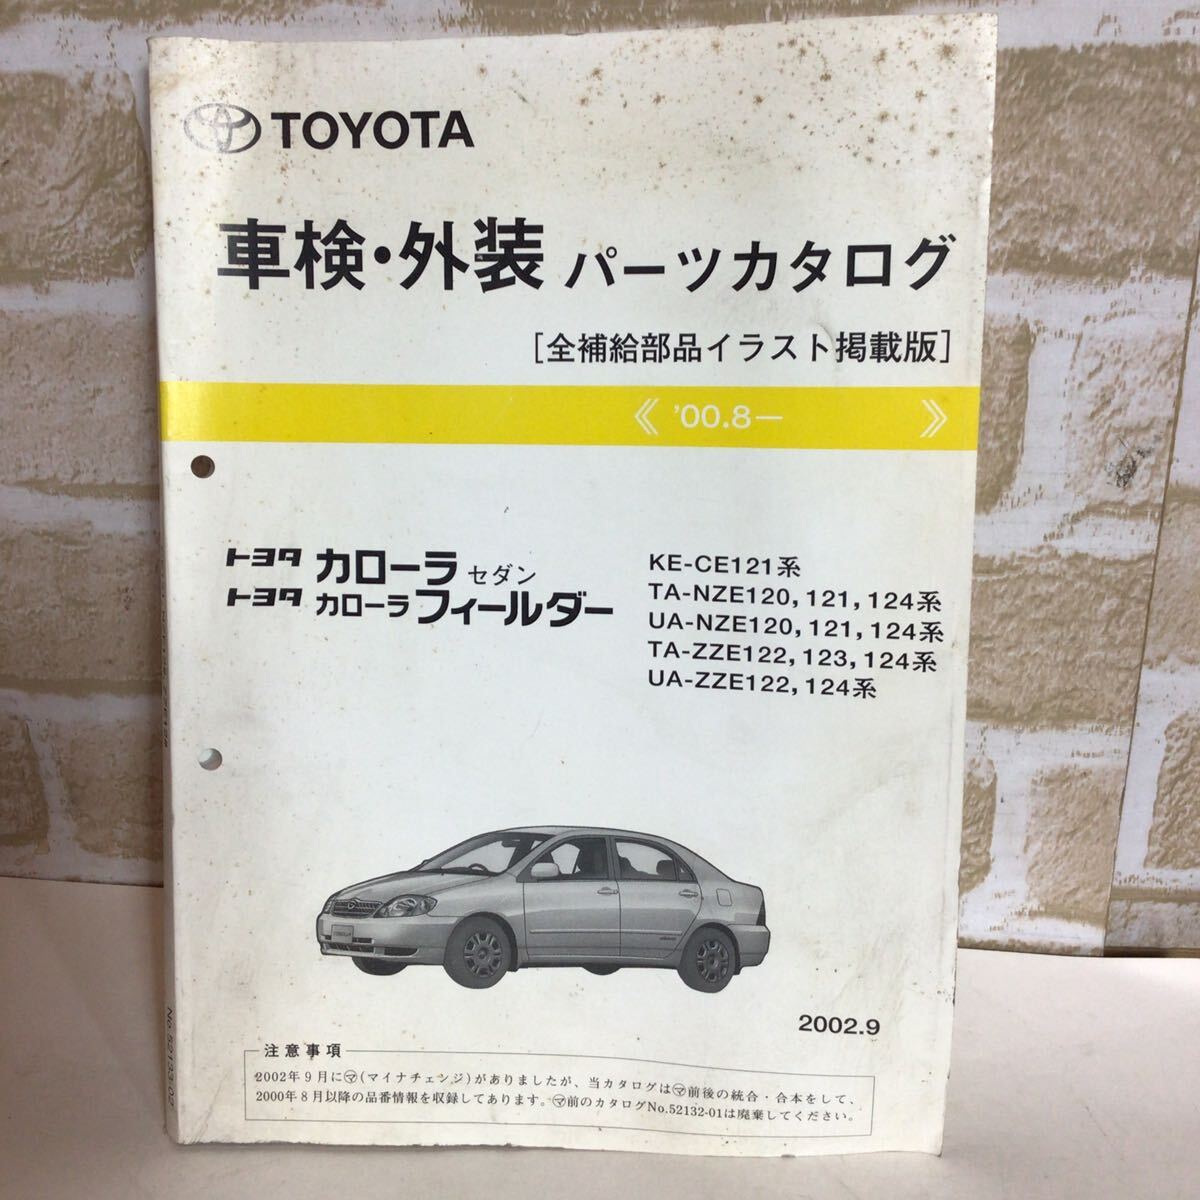 TOYOTA
車検・外装 パーツカタログ
[全補給部品イラスト掲載版]
《 '00.8— 》
トヨタ カローラ セダン
トヨタ カローラ フィールダー
KE-CE121系
TA-NZE120, 121, 124系
UA-NZE120, 121, 124系
TA-ZZE122, 123, 124系
UA-ZZE122, 124系
2002.9
注意事項
2002年9月に㋮(マイナチェンジ)がありましたが、当カタログは㋮前後の統合・合本をして、
2000年8月以降の品番情報を収録してあります。㋮前のカタログNo.52132-01は廃棄してください。